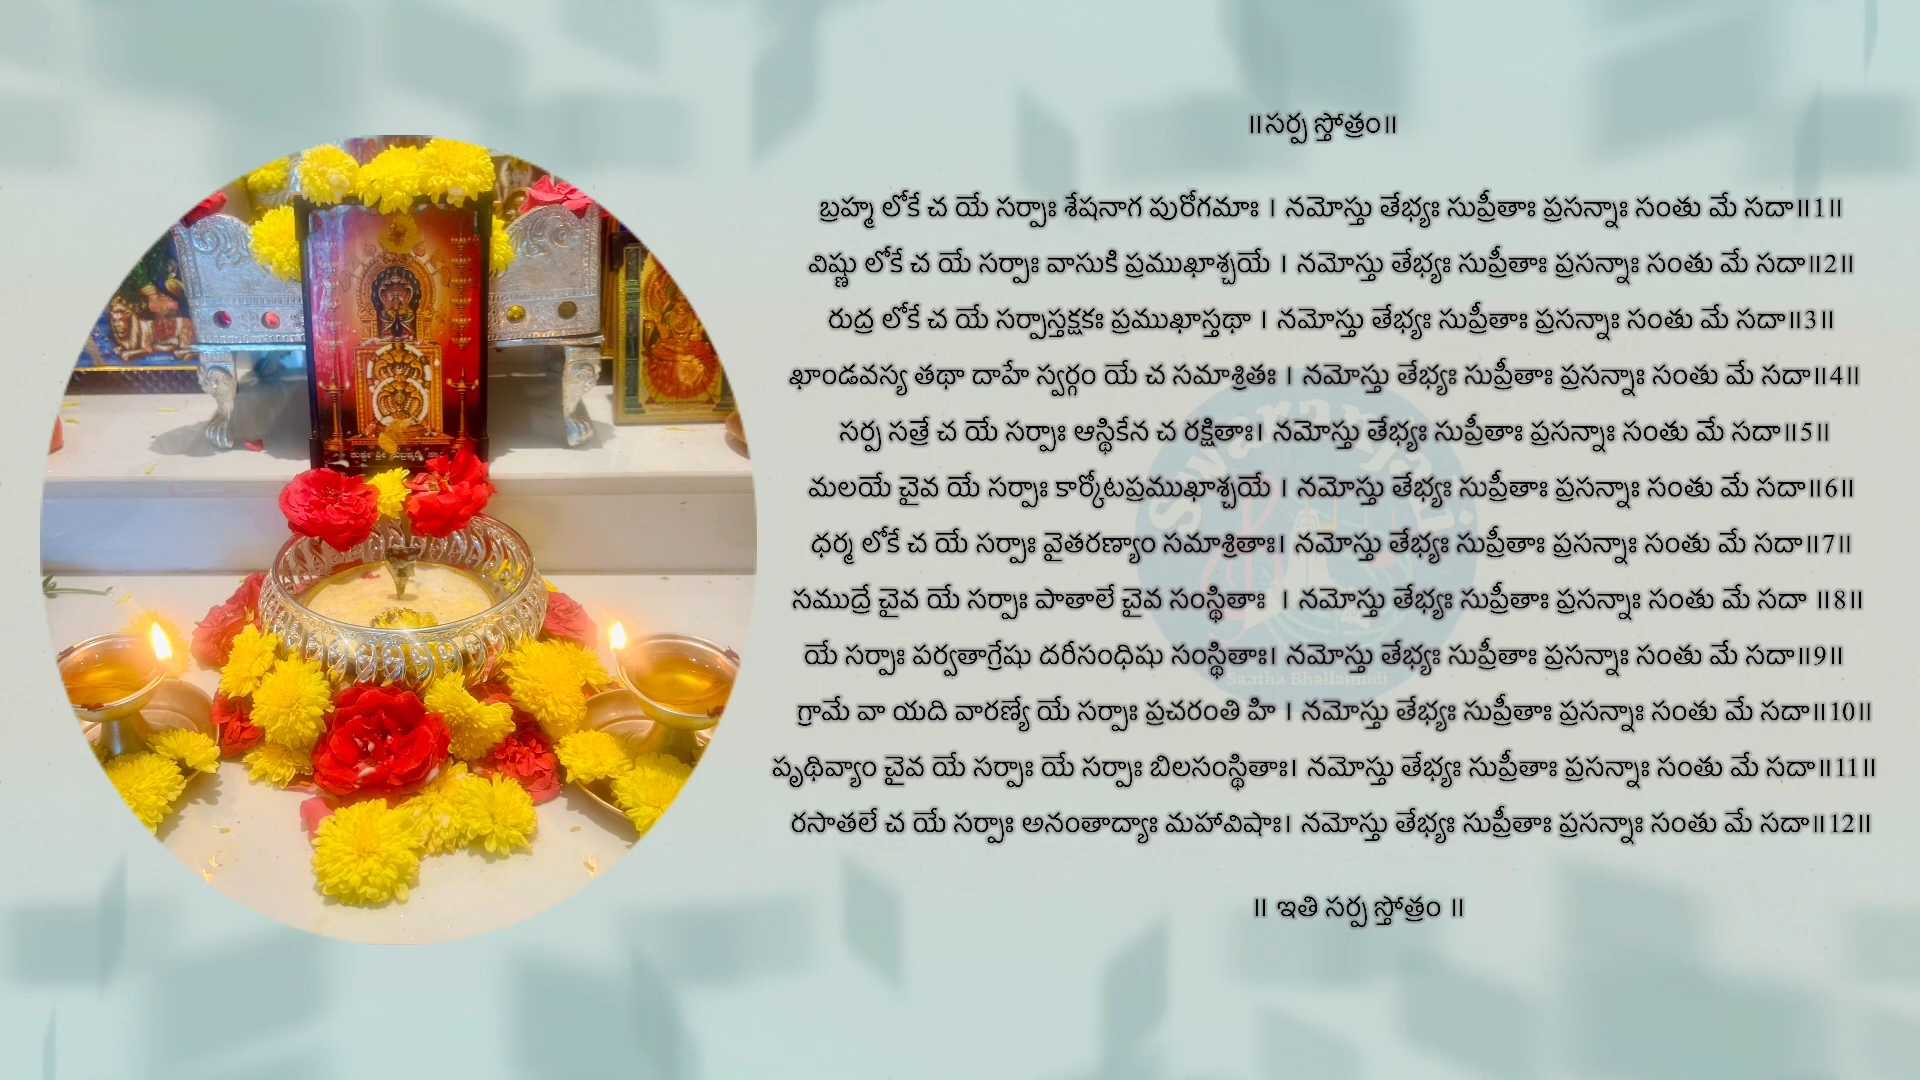 ॥సర్ప స్తోత్రం॥
బ్రహ్మ లోకే చ యే సర్పాః శేషనాగ పురోగమాః । నమోస్తు తేభ్యః సుప్రీతాః ప్రసన్నాః సంతు మే సదా॥1॥
విష్ణు లోకే చ యే సర్పాః వాసుకి ప్రముఖాశ్చయే । నమోస్తు తేభ్యః సుప్రీతాః ప్రసన్నాః సంతు మే సదా॥2॥
రుద్ర లోకే చ యే సర్పాస్తక్షకః ప్రముఖాస్తథా । నమోస్తు తేభ్యః సుప్రీతాః ప్రసన్నాః సంతు మే సదా॥3॥
ఖాండవస్య తథా దాహే స్వర్గం యే చ సమాశ్రితః । నమోస్తు తేభ్యః సుప్రీతాః ప్రసన్నాః సంతు మే సదా॥4॥
సర్ప సత్రే చ యే సర్పాః ఆస్థికేన చ రక్షితాః। నమోస్తు తేభ్యః సుప్రీతాః ప్రసన్నాః సంతు మే సదా॥5॥
మలయే చైవ యే సర్పాః కార్కోటప్రముఖాశ్చయే । నమోస్తు తేభ్యః సుప్రీతాః ప్రసన్నాః సంతు మే సదా॥6॥
ధర్మ లోకే చ యే సర్పాః వైతరణ్యాం సమాశ్రితాః। నమోస్తు తేభ్యః సుప్రీతాః ప్రసన్నాః సంతు మే సదా॥7॥
సముద్రే చైవ యే సర్పాః పాతాలే చైవ సంస్థితాః । నమోస్తు తేభ్యః సుప్రీతాః ప్రసన్నాః సంతు మే సదా ॥8॥
యే సర్పాః పర్వతాగ్రేషు దరీసంధిషు సంస్థితాః। నమోస్తు తేభ్యః సుప్రీతాః ప్రసన్నాః సంతు మే సదా॥9॥
గ్రామే వా యది వారణ్యే యే సర్పాః ప్రచరంతి హి । నమోస్తు తేభ్యః సుప్రీతాః ప్రసన్నాః సంతు మే సదా॥10॥
పృథివ్యాం చైవ యే సర్పాః యే సర్పాః బిలసంస్థితాః। నమోస్తు తేభ్యః సుప్రీతాః ప్రసన్నాః సంతు మే సదా॥11॥
రసాతలే చ యే సర్పాః అనంతాద్యాః మహావిషాః। నమోస్తు తేభ్యః సుప్రీతాః ప్రసన్నాః సంతు మే సదా॥12॥
॥ ఇతి సర్ప స్తోత్రం ॥
Swaranjali